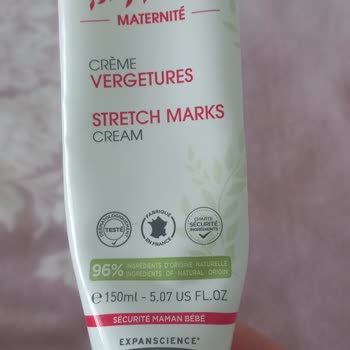 MATERNITÉ
CRÈME
VERGETURES
STRETCH MARKS
CREAM
DERMATOLOGIQUEMENT
TESTÉ
FABRIQUÉ
EN FRANCE
CHARTE
SÉCURITÉ
INGRÉDIENTS
96% INGRÉDIENTS D'ORIGINE NATURELLE
INGREDIENTS OF NATURAL ORIGIN
e 150ml - 5.07 US FL.OZ
SÉCURITÉ MAMAN BÉBÉ
EXPANSCIENCE®